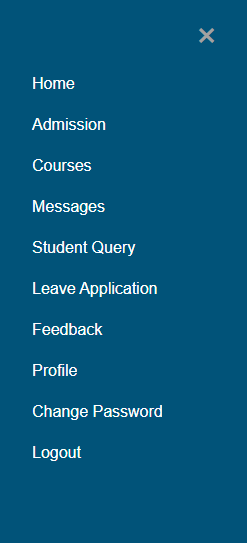 ×
Home
Admission
Courses
Messages
Student Query
Leave Application
Feedback
Profile
Change Password
Logout